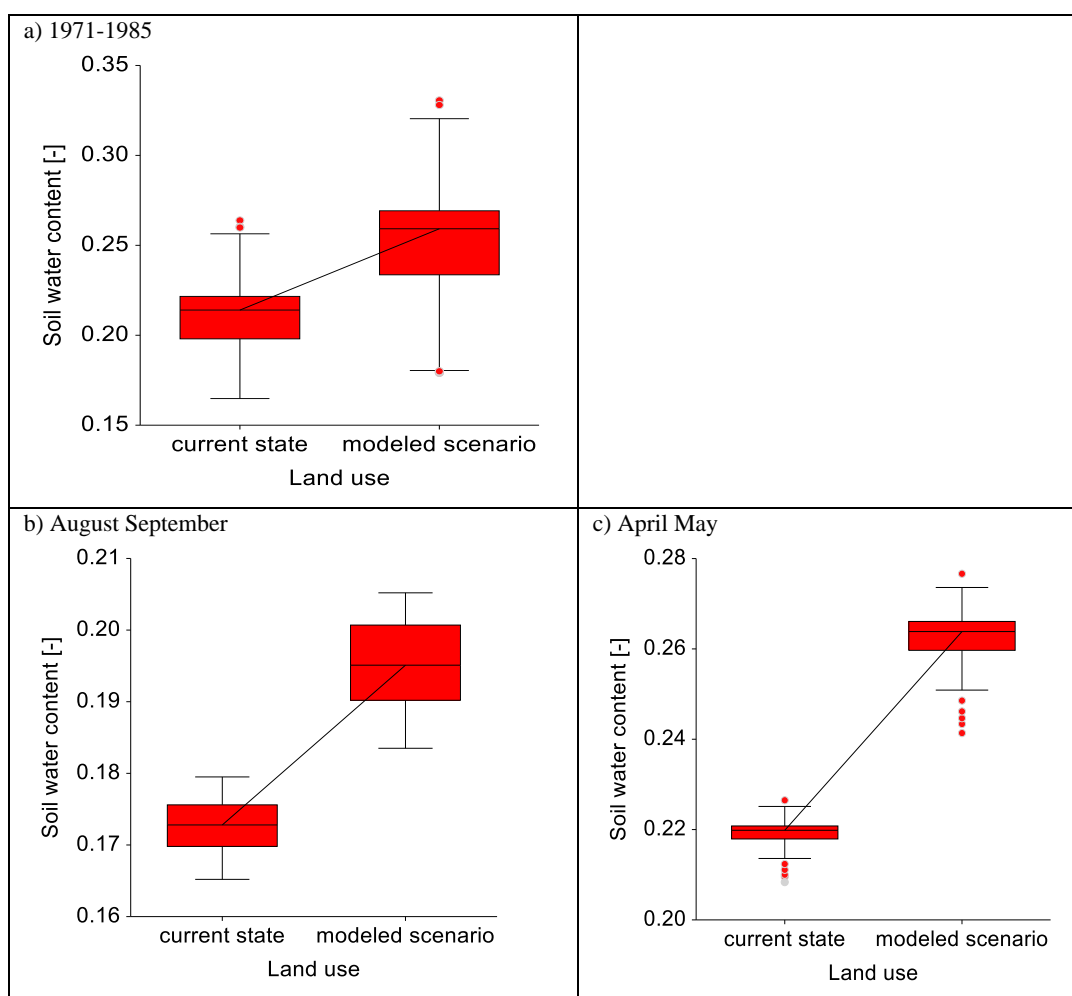 a) 1971-1985
0.35
0.30
0.25
0.20
0.15
Soil water content [-]
current state modeled scenario
Land use
b) August September
0.21
0.20
0.19
0.18
0.17
0.16
Soil water content [-]
current state modeled scenario
Land use
c) April May
0.28
0.26
0.24
0.22
0.20
Soil water content [-]
current state modeled scenario
Land use